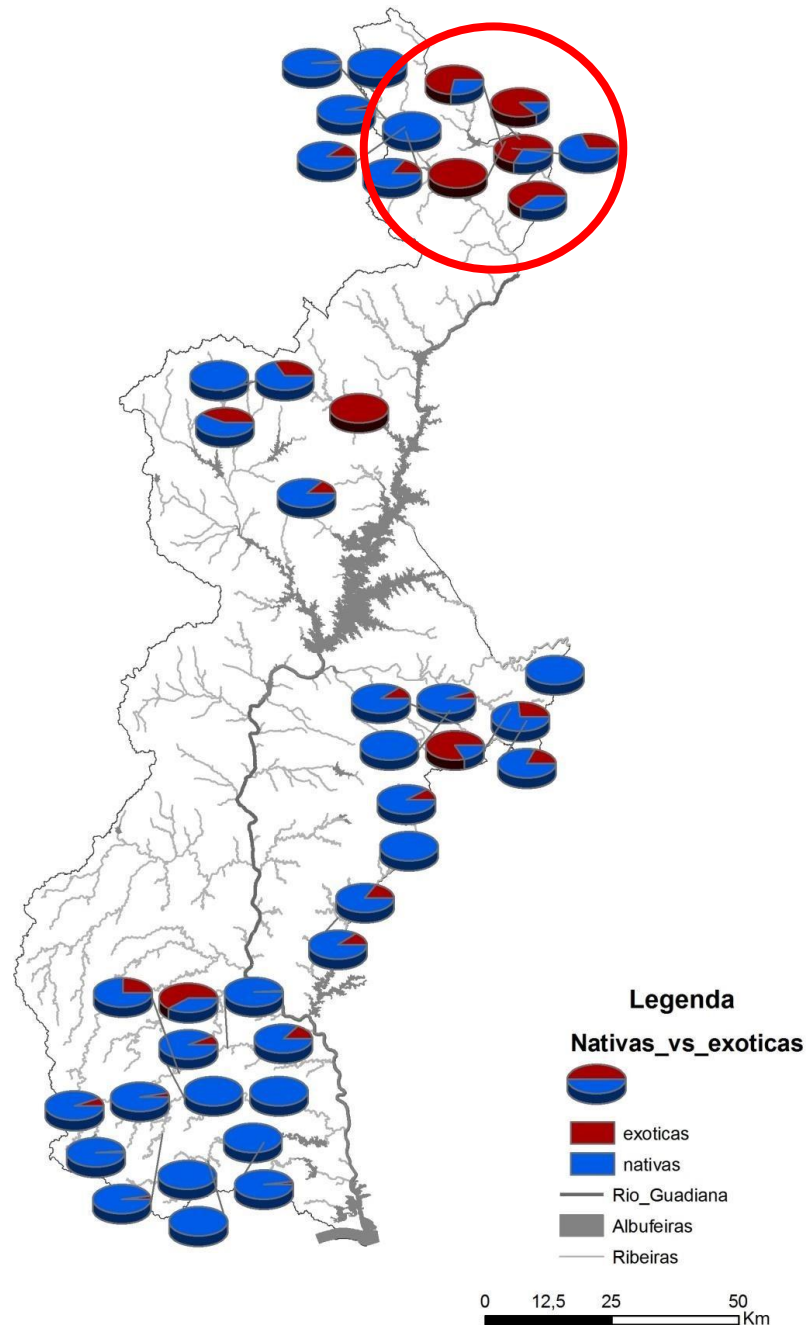 Legenda
Nativas_vs_exoticas
exoticas
nativas
Rio_Guadiana
Albufeiras
Ribeiras
0 12,5 25 50
Km